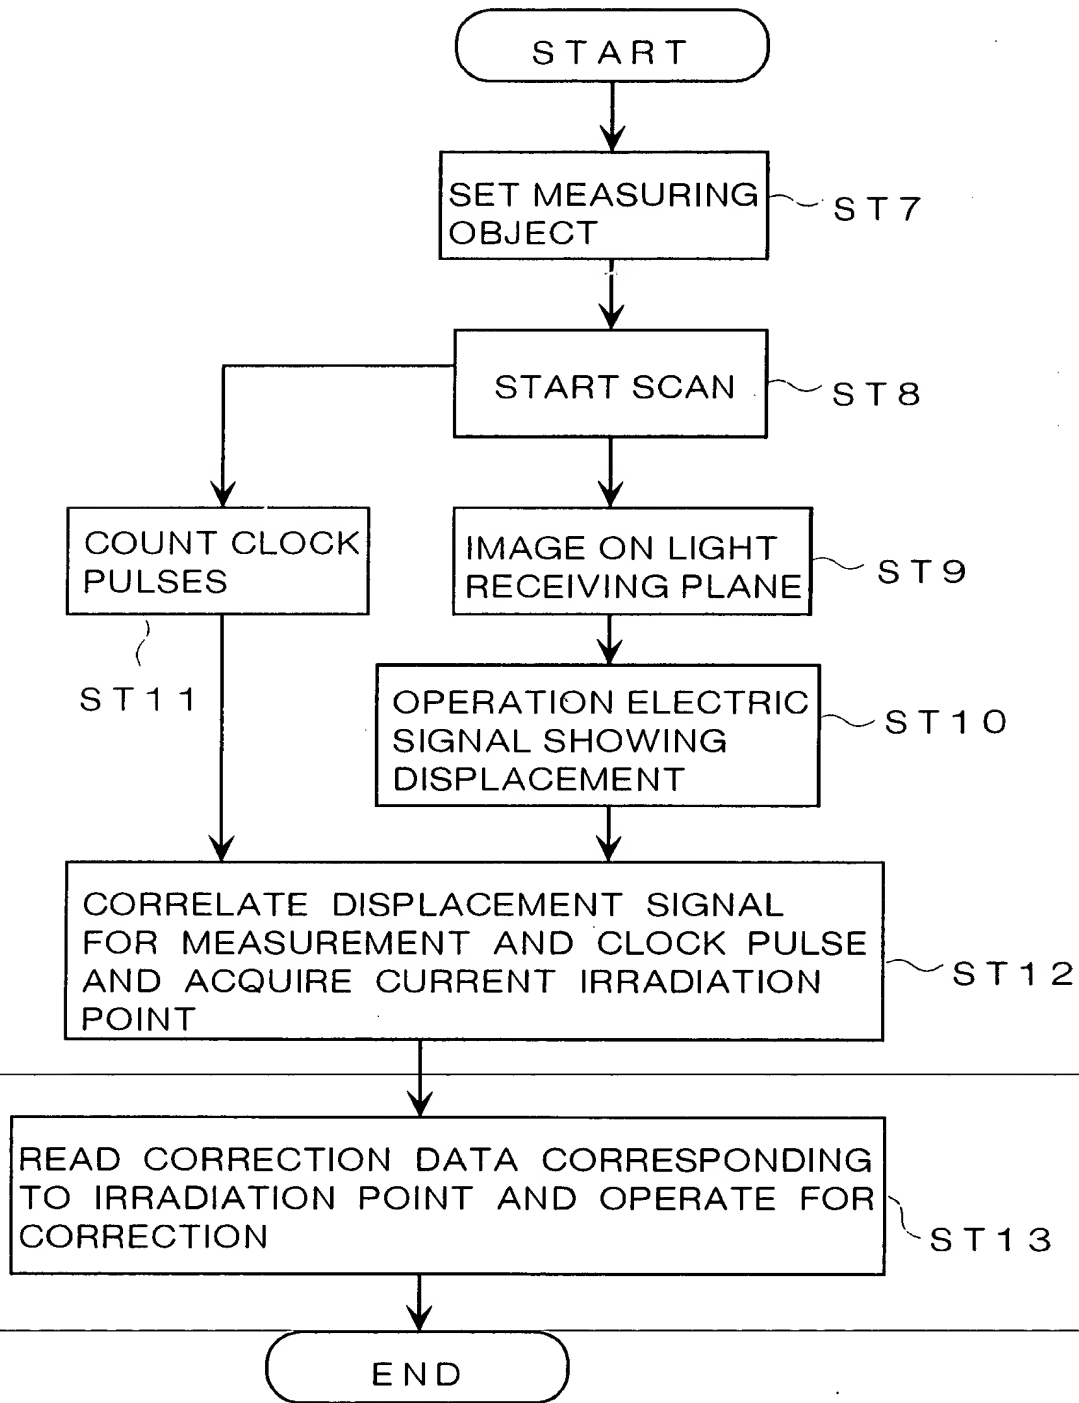 START
SET MEASURING
OBJECT
ST7
START SCAN
ST8
COUNT CLOCK
PULSES
ST11
IMAGE ON LIGHT
RECEIVING PLANE
ST9
OPERATION ELECTRIC
SIGNAL SHOWING
DISPLACEMENT
ST10
CORRELATE DISPLACEMENT SIGNAL
FOR MEASUREMENT AND CLOCK PULSE
AND ACQUIRE CURRENT IRRADIATION
POINT
ST12
READ CORRECTION DATA CORRESPONDING
TO IRRADIATION POINT AND OPERATE FOR
CORRECTION
ST13
END